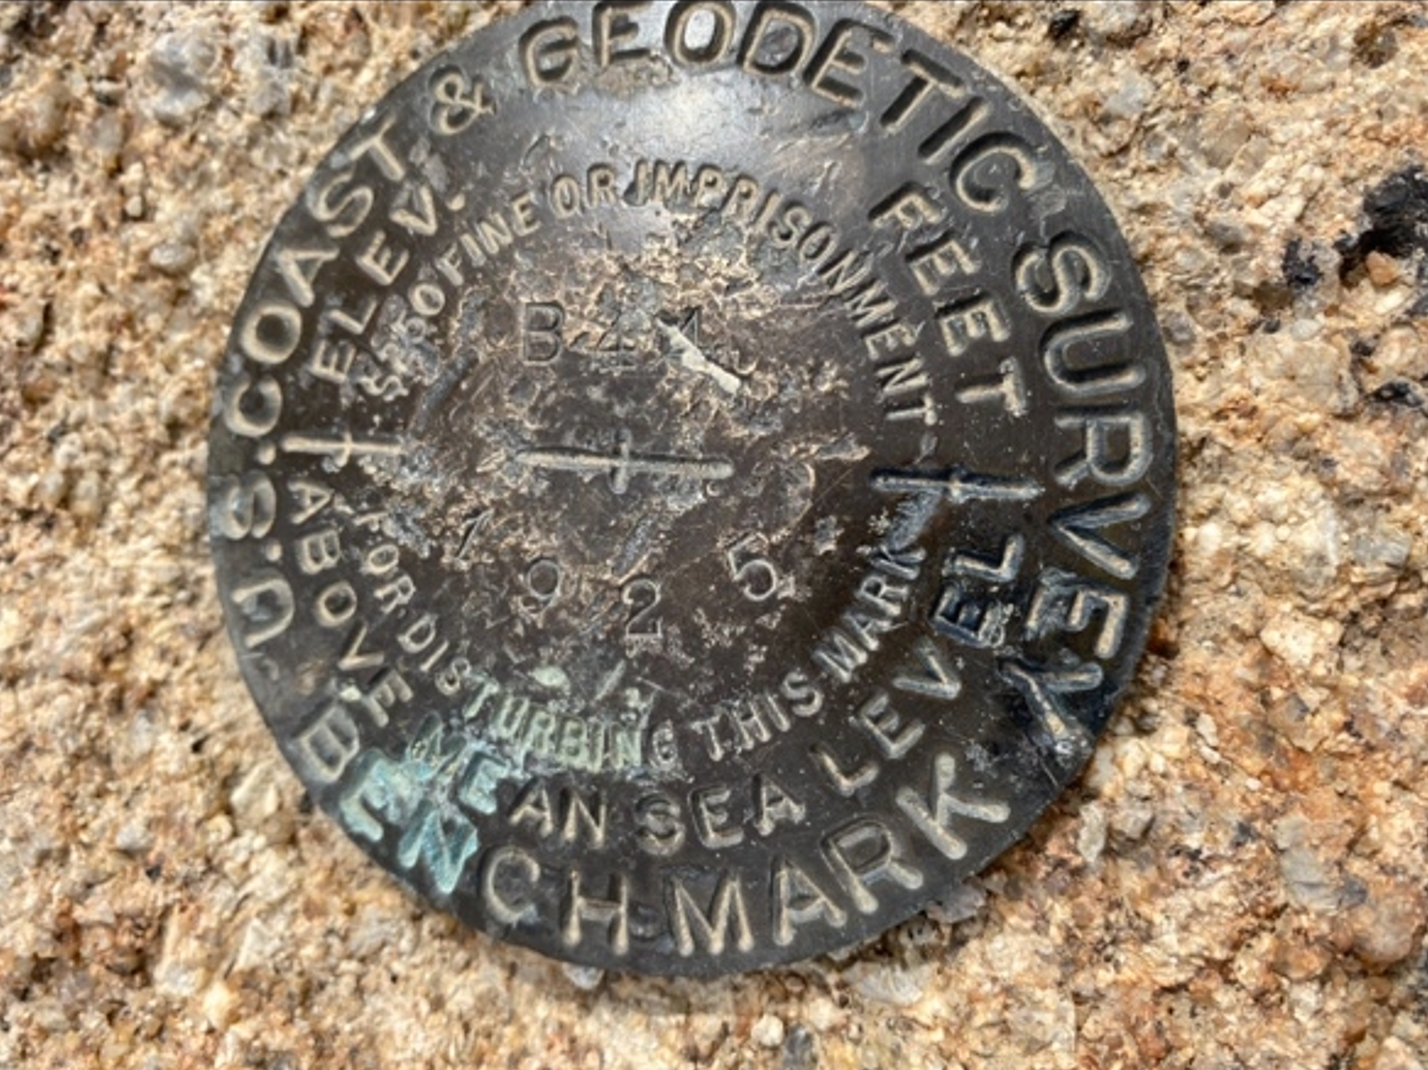 U.S. COAST & GEODETIC SURVEY
BENCH MARK
ELEV.
FEET
ABOVE MEAN SEA LEVEL
$250 FINE OR IMPRISONMENT
FOR DISTURBING THIS MARK
B 44
1925